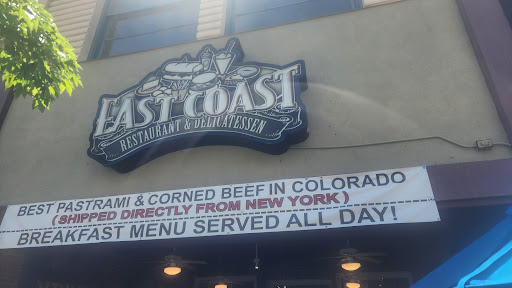 EAST COAST
RESTAURANT & DELICATESSEN
BEST PASTRAMI & CORNED BEEF IN COLORADO
(SHIPPED DIRECTLY FROM NEW YORK)
BREAKFAST MENU SERVED ALL DAY!